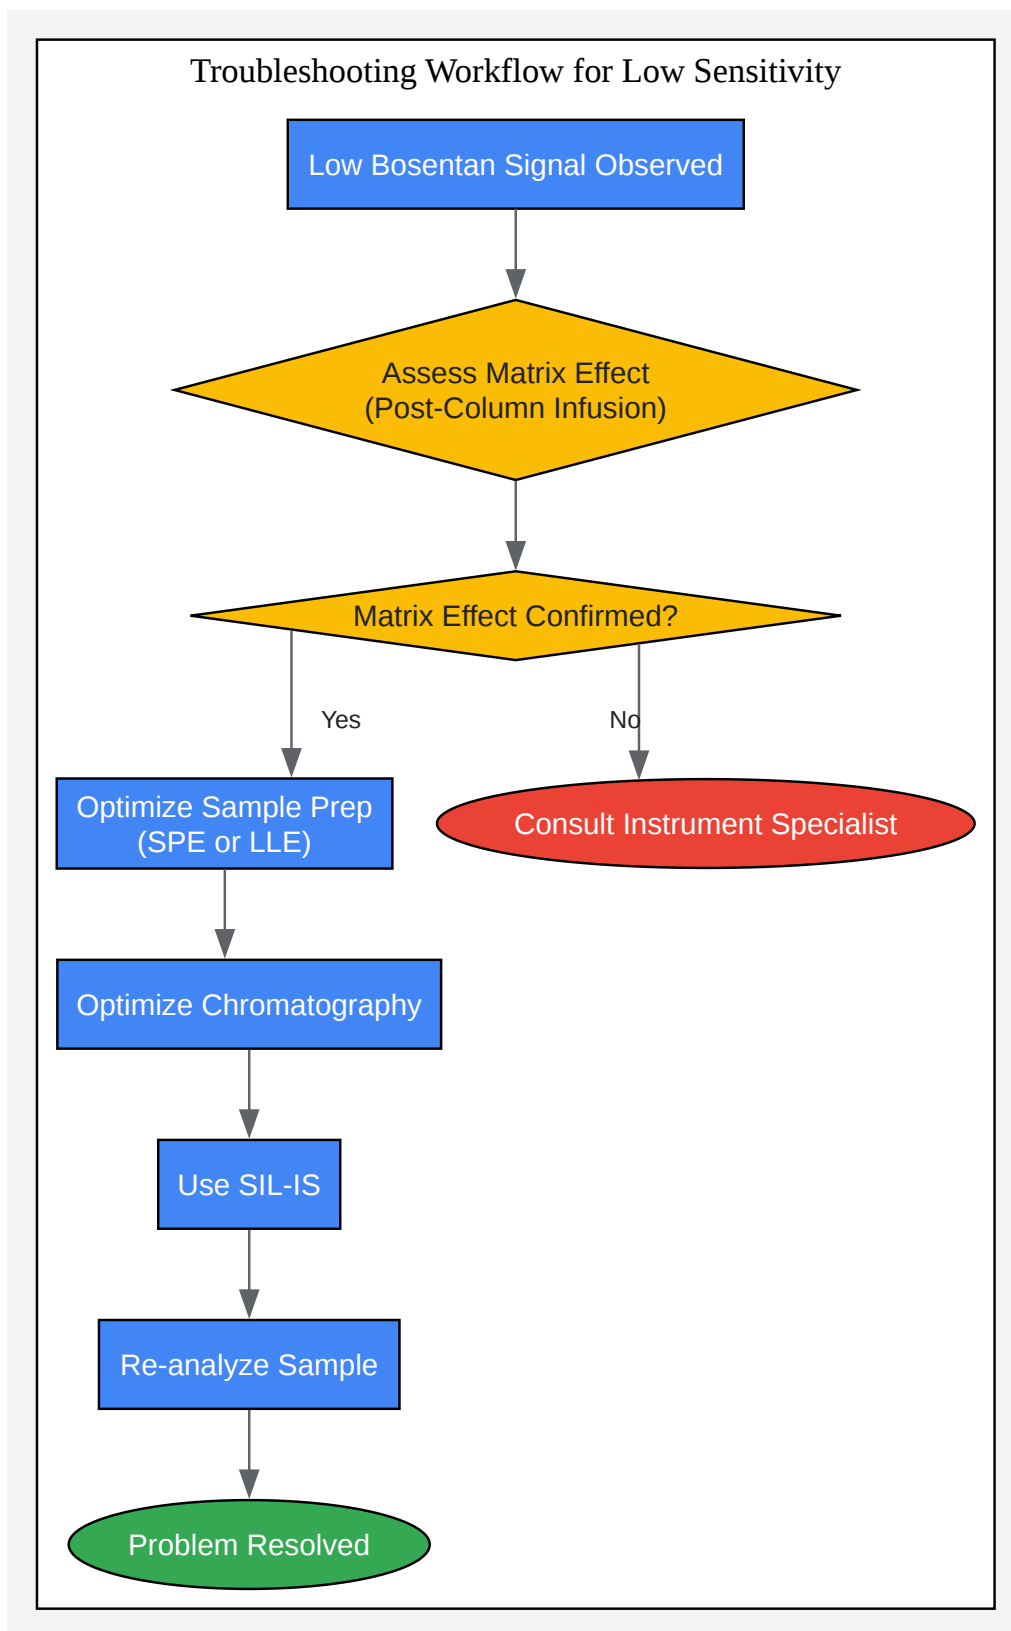 Troubleshooting Workflow for Low Sensitivity
Low Bosentan Signal Observed
Assess Matrix Effect
(Post-Column Infusion)
Matrix Effect Confirmed?
Yes
No
Optimize Sample Prep
(SPE or LLE)
Consult Instrument Specialist
Optimize Chromatography
Use SIL-IS
Re-analyze Sample
Problem Resolved